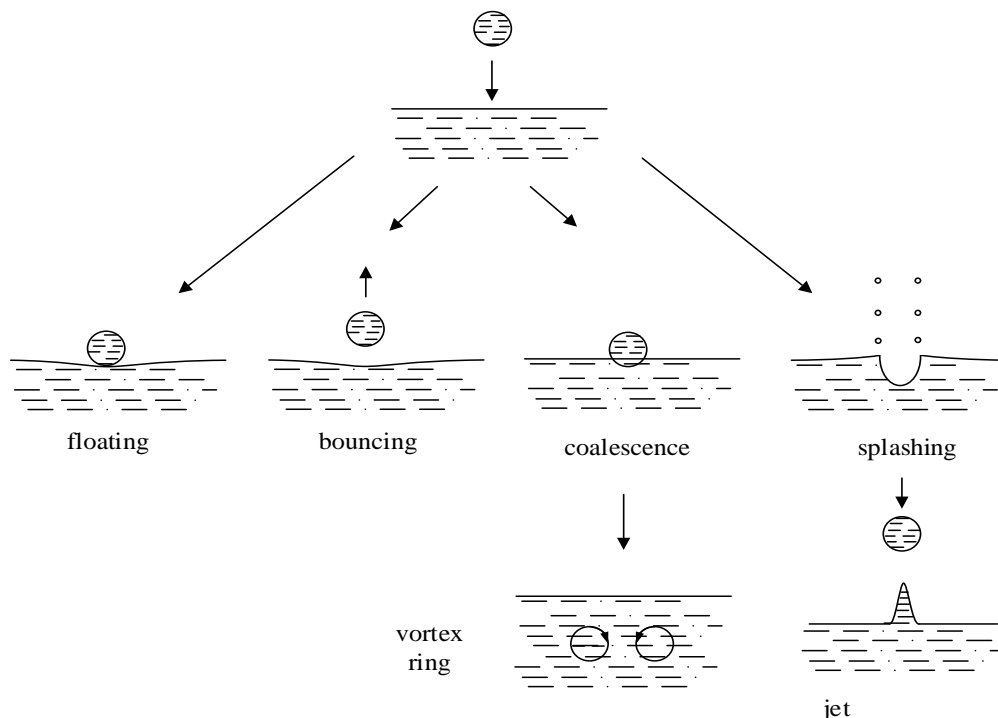 floating
bouncing
coalescence
splashing
vortex
ring
jet